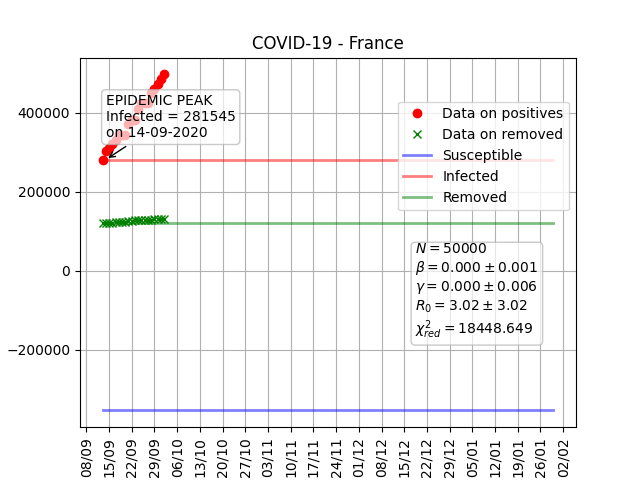 COVID-19 - France
EPIDEMIC PEAK
Infected = 281545
on 14-09-2020
Data on positives
Data on removed
Susceptible
Infected
Removed
N = 50000
β = 0.000 ± 0.001
γ = 0.000 ± 0.006
R₀ = 3.02 ± 3.02
χ²red = 18448.649
400000
200000
0
−200000
08/09
15/09
22/09
29/09
06/10
13/10
20/10
27/10
03/11
10/11
17/11
24/11
01/12
08/12
15/12
22/12
29/12
05/01
12/01
19/01
26/01
02/02